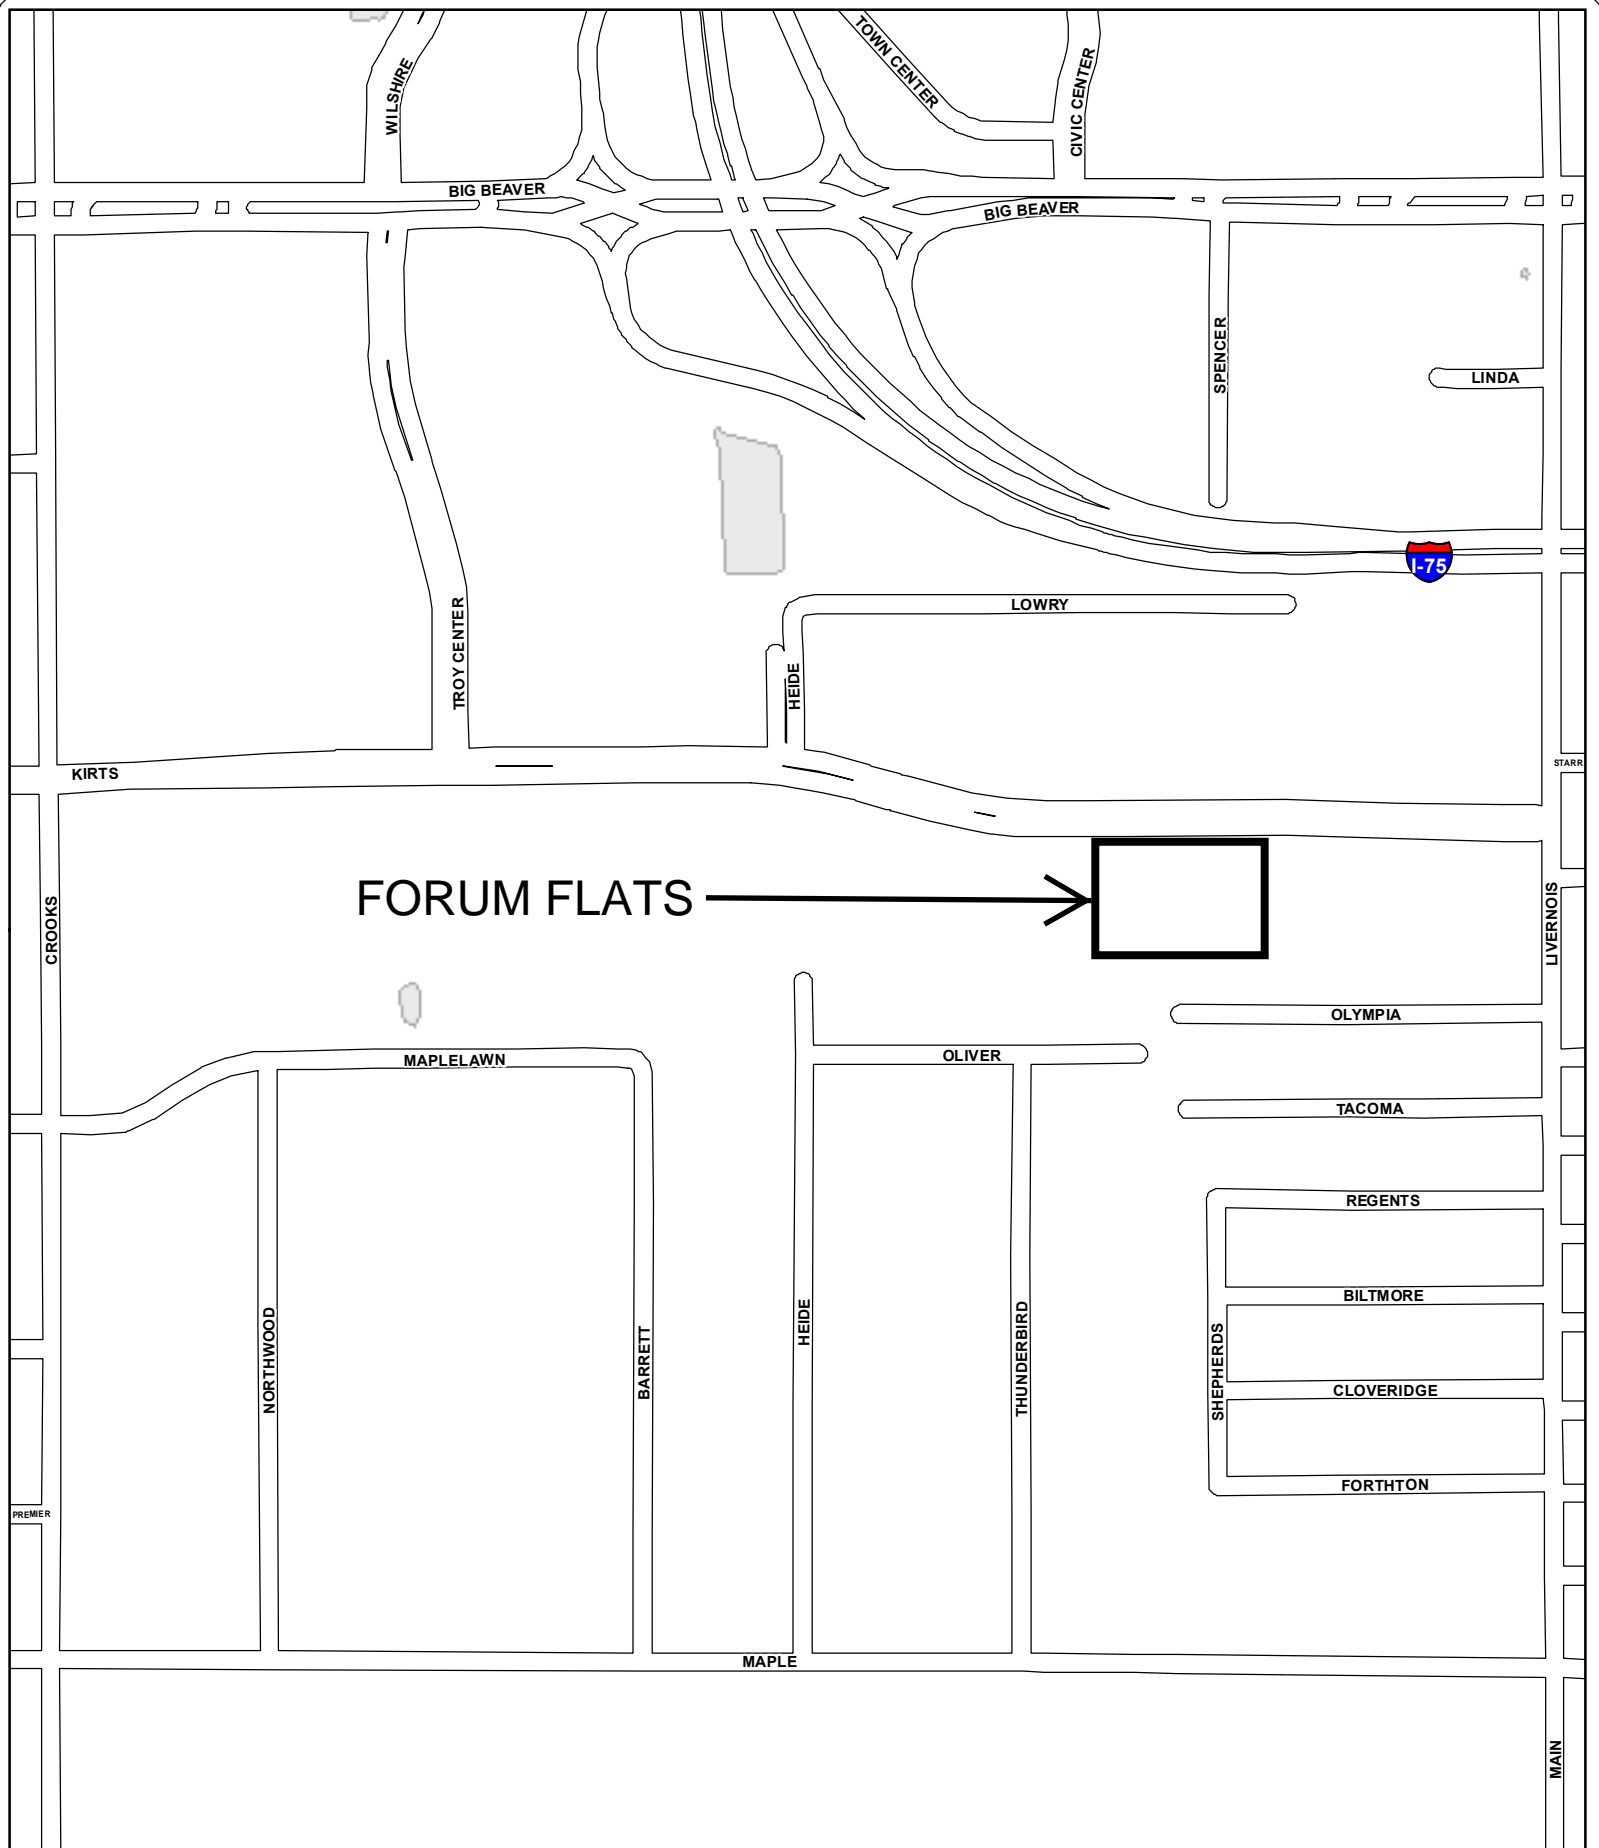 TOWN CENTER
WILSHIRE
CIVIC CENTER
BIG BEAVER
BIG BEAVER
SPENCER
LINDA
I-75
LOWRY
TROY CENTER
HEIDE
STARR
KIRTS
FORUM FLATS
CROOKS
LIVERNOIS
OLYMPIA
MAPLELAWN
OLIVER
TACOMA
REGENTS
BILTMORE
NORTHWOOD
BARRETT
HEIDE
THUNDERBIRD
SHEPHERDS
CLOVERIDGE
FORTHTON
PREMIER
MAPLE
MAIN